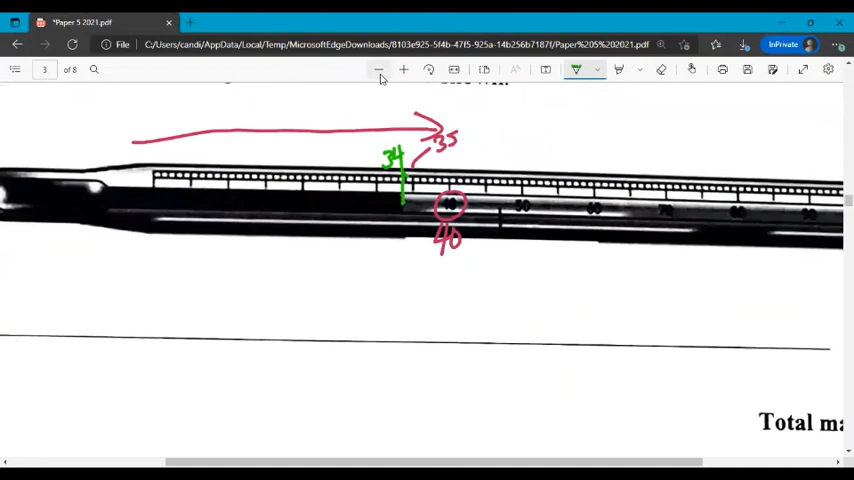 *Paper 5 2021.pdf
File
C:/Users/candi/AppData/Local/Temp/MicrosoftEdgeDownloads/8103e925-5f4b-47f5-925a-14b256b7187f/Paper%205%202021.pdf
InPrivate
3 of 8
35
34
40 50 60 70 80 90
40
Total ma